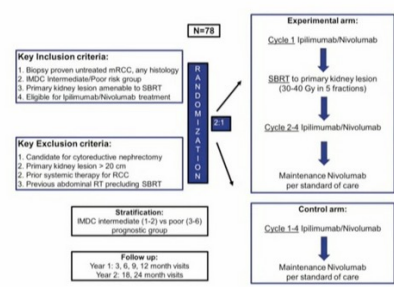 N=78
Key Inclusion criteria:
1. Biopsy proven untreated mRCC, any histology
2. IMDC Intermediate/Poor risk group
3. Primary kidney lesion amenable to SBRT
4. Eligible for Ipilimumab/Nivolumab treatment
Key Exclusion criteria:
1. Candidate for cytoreductive nephrectomy
2. Primary kidney lesion > 20 cm
2. Prior systemic therapy for RCC
3. Previous abdominal RT precluding SBRT
Stratification:
IMDC intermediate (1-2) vs poor (3-6)
prognostic group
Follow up:
Year 1: 3, 6, 9, 12 month visits
Year 2: 18, 24 month visits
RANDOMIZATION
2:1
Experimental arm:
Cycle 1 Ipilimumab/Nivolumab
SBRT to primary kidney lesion
(30-40 Gy in 5 fractions)
Cycle 2-4 Ipilimumab/Nivolumab
Maintenance Nivolumab
per standard of care
Control arm:
Cycle 1-4 Ipilimumab/Nivolumab
Maintenance Nivolumab
per standard of care